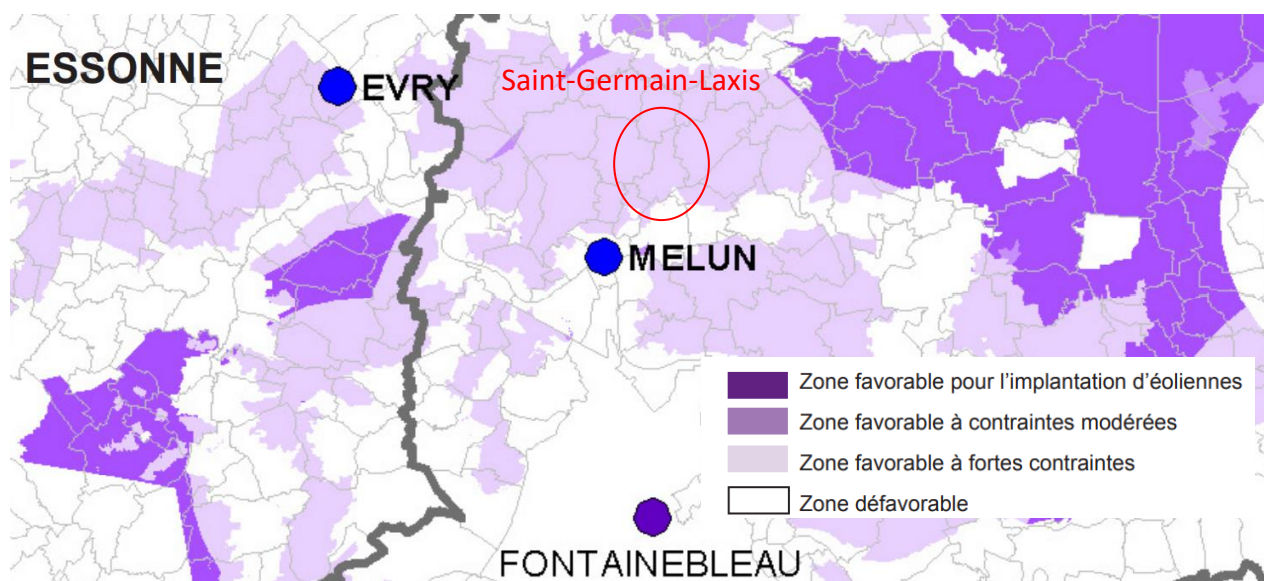 ESSONNE
EVRY
Saint-Germain-Laxis
MELUN
Zone favorable pour l'implantation d'éoliennes
Zone favorable à contraintes modérées
Zone favorable à fortes contraintes
Zone défavorable
FONTAINEBLEAU